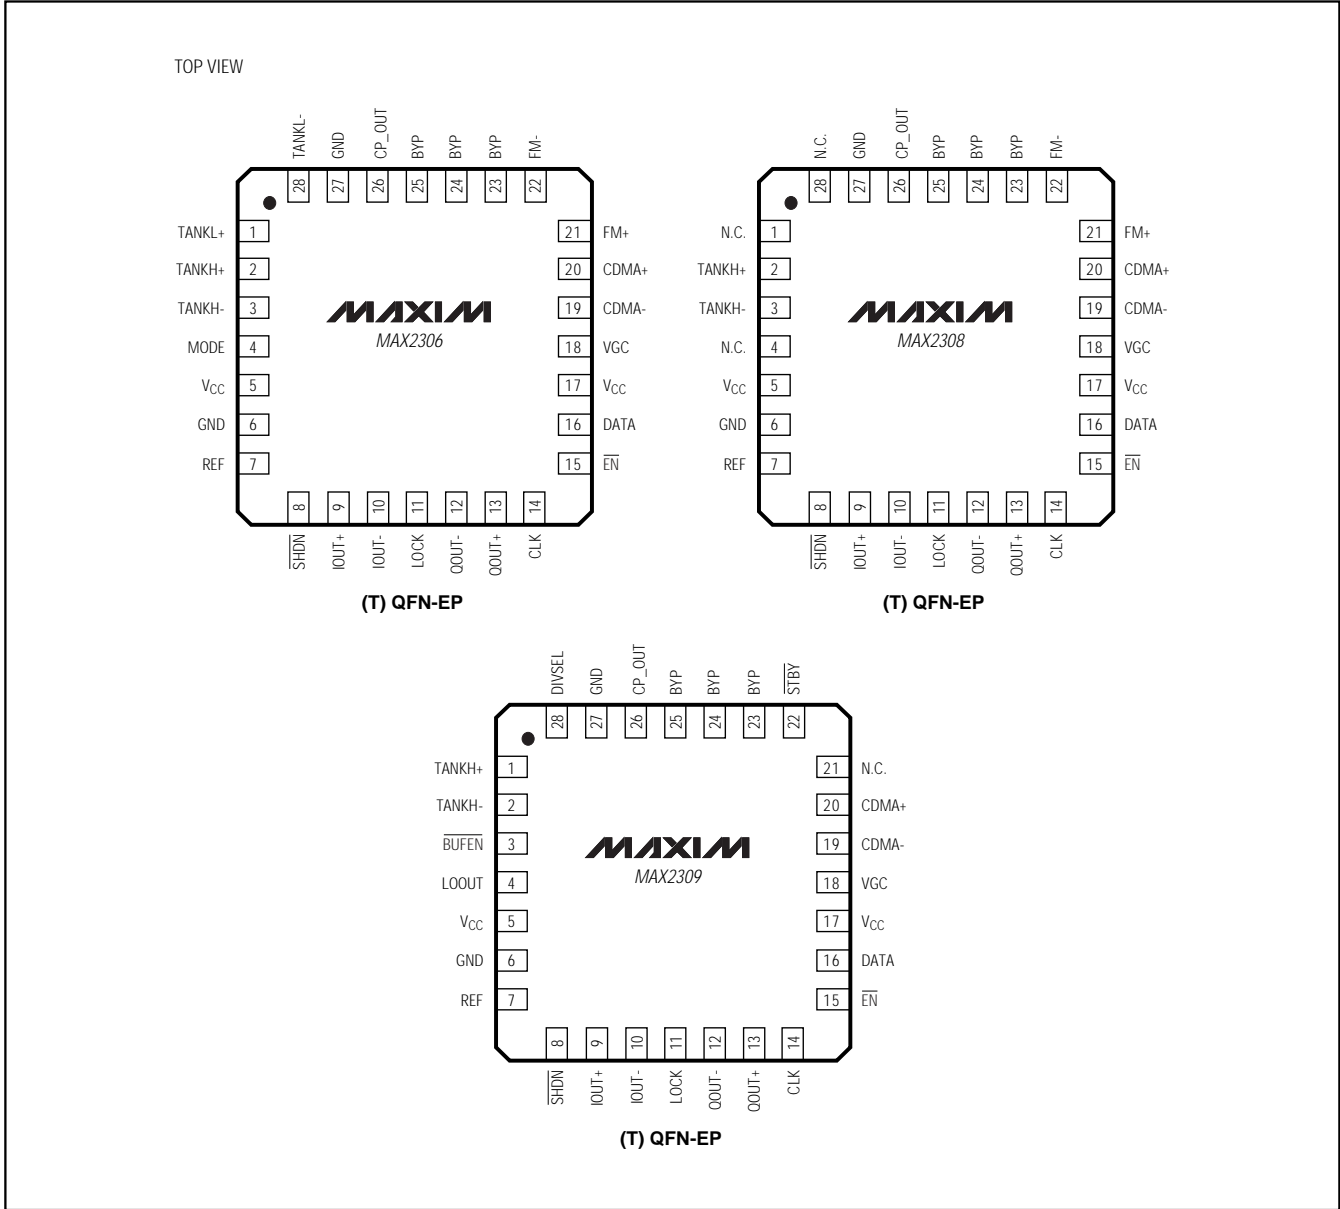 TOP VIEW
TANKL-
GND
CP_OUT
BYP
BYP
BYP
FM-
28
27
26
25
24
23
22
TANKL+ 1
TANKH+ 2
TANKH- 3
MODE 4
VCC 5
GND 6
REF 7
21 FM+
20 CDMA+
19 CDMA-
18 VGC
17 VCC
16 DATA
15 EN
MAXIM
MAX2306
8
9
10
11
12
13
14
SHDN
IOUT+
IOUT-
LOCK
QOUT-
QOUT+
CLK
(T) QFN-EP
N.C.
GND
CP_OUT
BYP
BYP
BYP
FM-
28
27
26
25
24
23
22
N.C. 1
TANKH+ 2
TANKH- 3
N.C. 4
VCC 5
GND 6
REF 7
21 FM+
20 CDMA+
19 CDMA-
18 VGC
17 VCC
16 DATA
15 EN
MAXIM
MAX2308
8
9
10
11
12
13
14
SHDN
IOUT+
IOUT-
LOCK
QOUT-
QOUT+
CLK
(T) QFN-EP
DIVSEL
GND
CP_OUT
BYP
BYP
BYP
STBY
28
27
26
25
24
23
22
TANKH+ 1
TANKH- 2
BUFEN 3
LOOUT 4
VCC 5
GND 6
REF 7
21 N.C.
20 CDMA+
19 CDMA-
18 VGC
17 VCC
16 DATA
15 EN
MAXIM
MAX2309
8
9
10
11
12
13
14
SHDN
IOUT+
IOUT-
LOCK
QOUT-
QOUT+
CLK
(T) QFN-EP